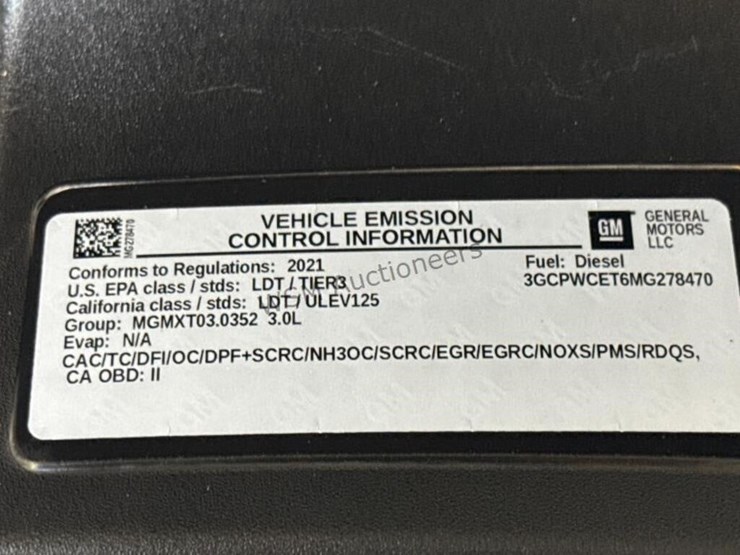 MG278470
VEHICLE EMISSION
CONTROL INFORMATION
GM
GENERAL
MOTORS
LLC
Conforms to Regulations: 2021
U.S. EPA class / stds: LDT / TIER3
California class / stds: LDT / ULEV125
Group: MGMXT03.0352 3.0L
Evap: N/A
Fuel: Diesel
3GCPWCET6MG278470
CAC/TC/DFI/OC/DPF+SCRC/NH3OC/SCRC/EGR/EGRC/NOXS/PMS/RDQS,
CA OBD: II
Auctioneers